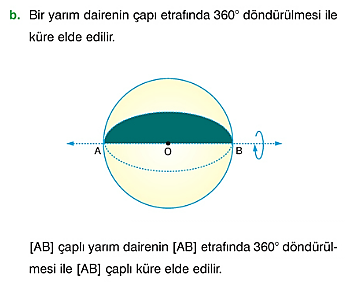 b. Bir yarım dairenin çapı etrafında 360° döndürülmesi ile
küre elde edilir.
A
O
B
[AB] çaplı yarım dairenin [AB] etrafında 360° döndürül-
mesi ile [AB] çaplı küre elde edilir.